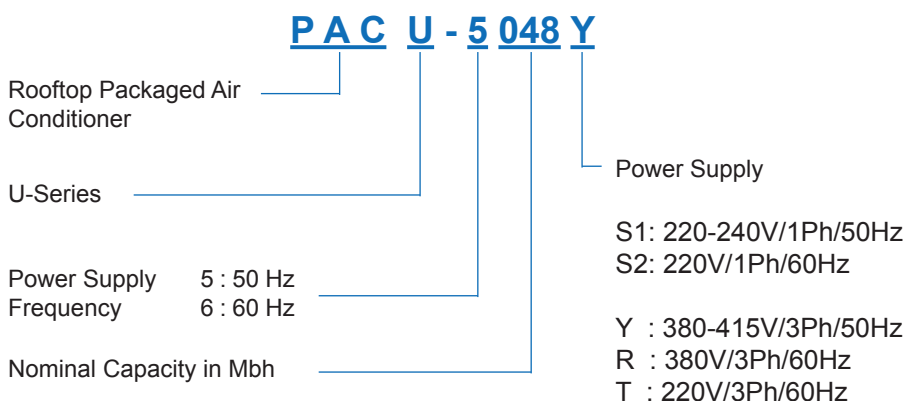 PAC U - 5 048 Y
Rooftop Packaged Air
Conditioner
U-Series
Power Supply 5 : 50 Hz
Frequency 6 : 60 Hz
Nominal Capacity in Mbh
Power Supply
S1: 220-240V/1Ph/50Hz
S2: 220V/1Ph/60Hz
Y : 380-415V/3Ph/50Hz
R : 380V/3Ph/60Hz
T : 220V/3Ph/60Hz